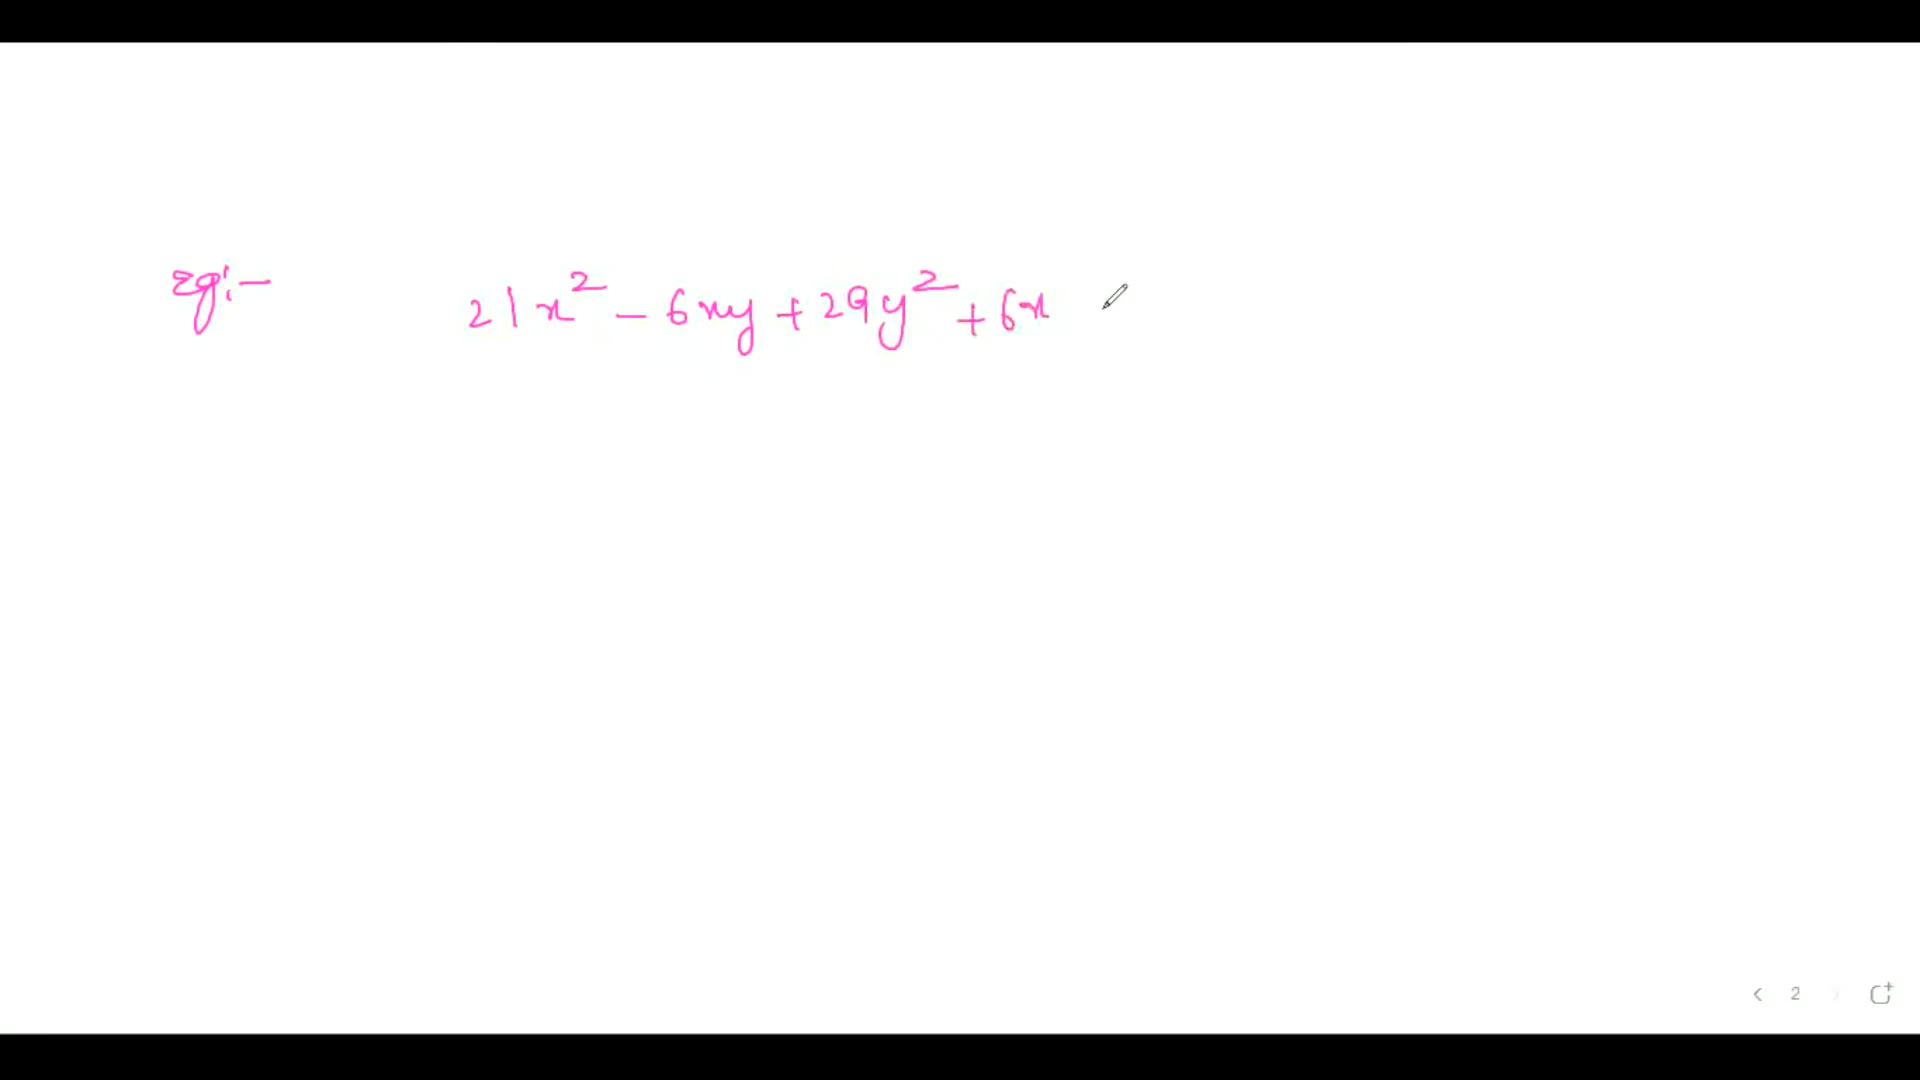 Eg:- 21x² - 6xy + 29y² + 6x
2